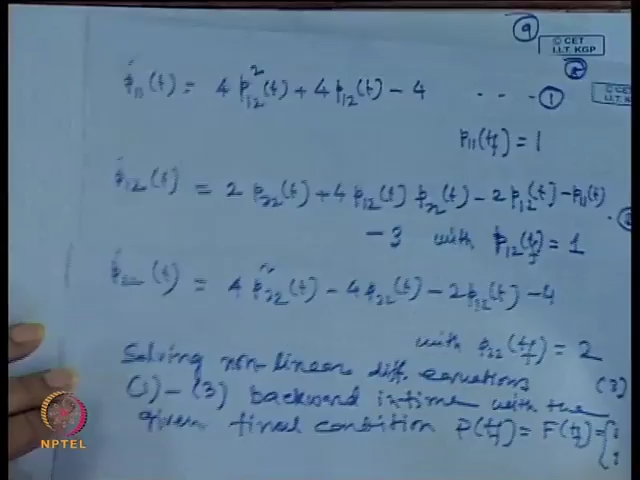 9
© CET
I.I.T. KGP
ṗ₁₁(t) = 4 p₁₂²(t) + 4 p₁₂(t) − 4 - - - (1)
p₁₁(tf) = 1
ṗ₁₂(t) = 2 p₂₂(t) + 4 p₁₂(t) p₂₂(t) − 2 p₁₂(t) − p₁₁(t)
− 3 with p₁₂(tf) = 1
ṗ₂₂(t) = 4 p₂₂²(t) − 4 p₂₂(t) − 2 p₁₂(t) − 4
with p₂₂(tf) = 2
Solving non-linear diff. equations (3)
(1) − (3) backward in time with the
given final condition P(tf) = F(tf) =
NPTEL